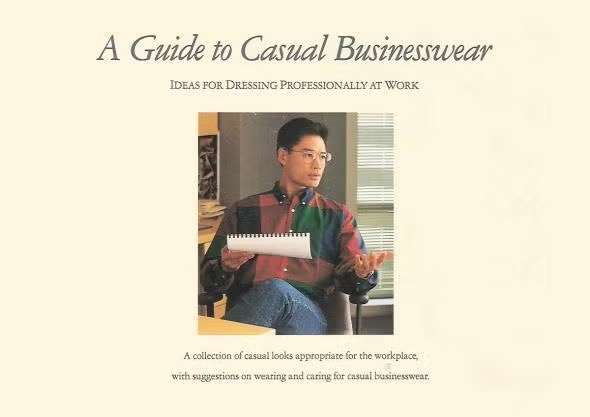 A Guide to Casual Businesswear
IDEAS FOR DRESSING PROFESSIONALLY AT WORK
A collection of casual looks appropriate for the workplace,
with suggestions on wearing and caring for casual businesswear.